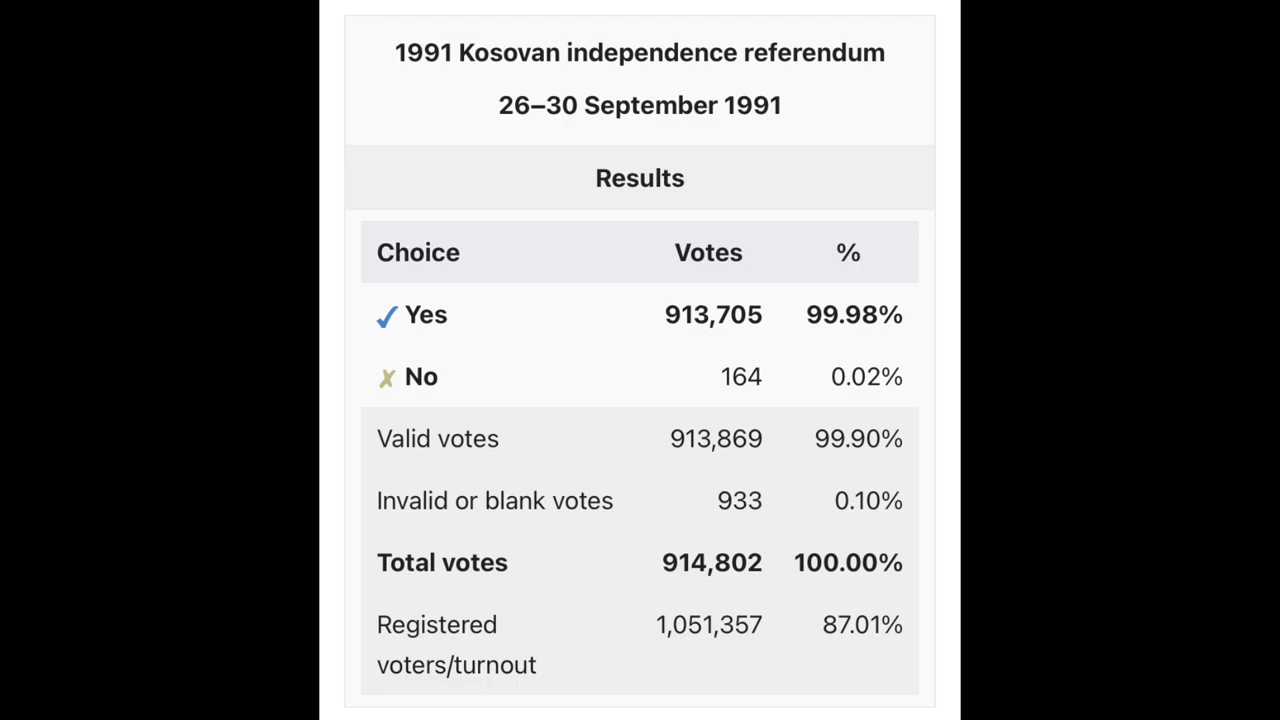 1991 Kosovan independence referendum
26–30 September 1991
Results
Choice Votes %
Yes 913,705 99.98%
No 164 0.02%
Valid votes 913,869 99.90%
Invalid or blank votes 933 0.10%
Total votes 914,802 100.00%
Registered 1,051,357 87.01%
voters/turnout